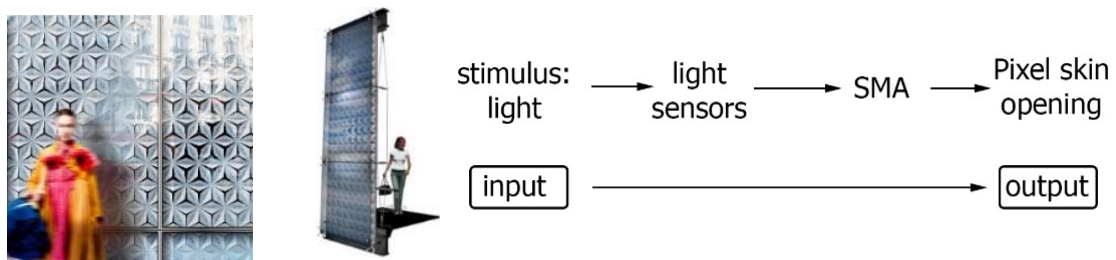 stimulus:
light
light
sensors
SMA
Pixel skin
opening
input
output